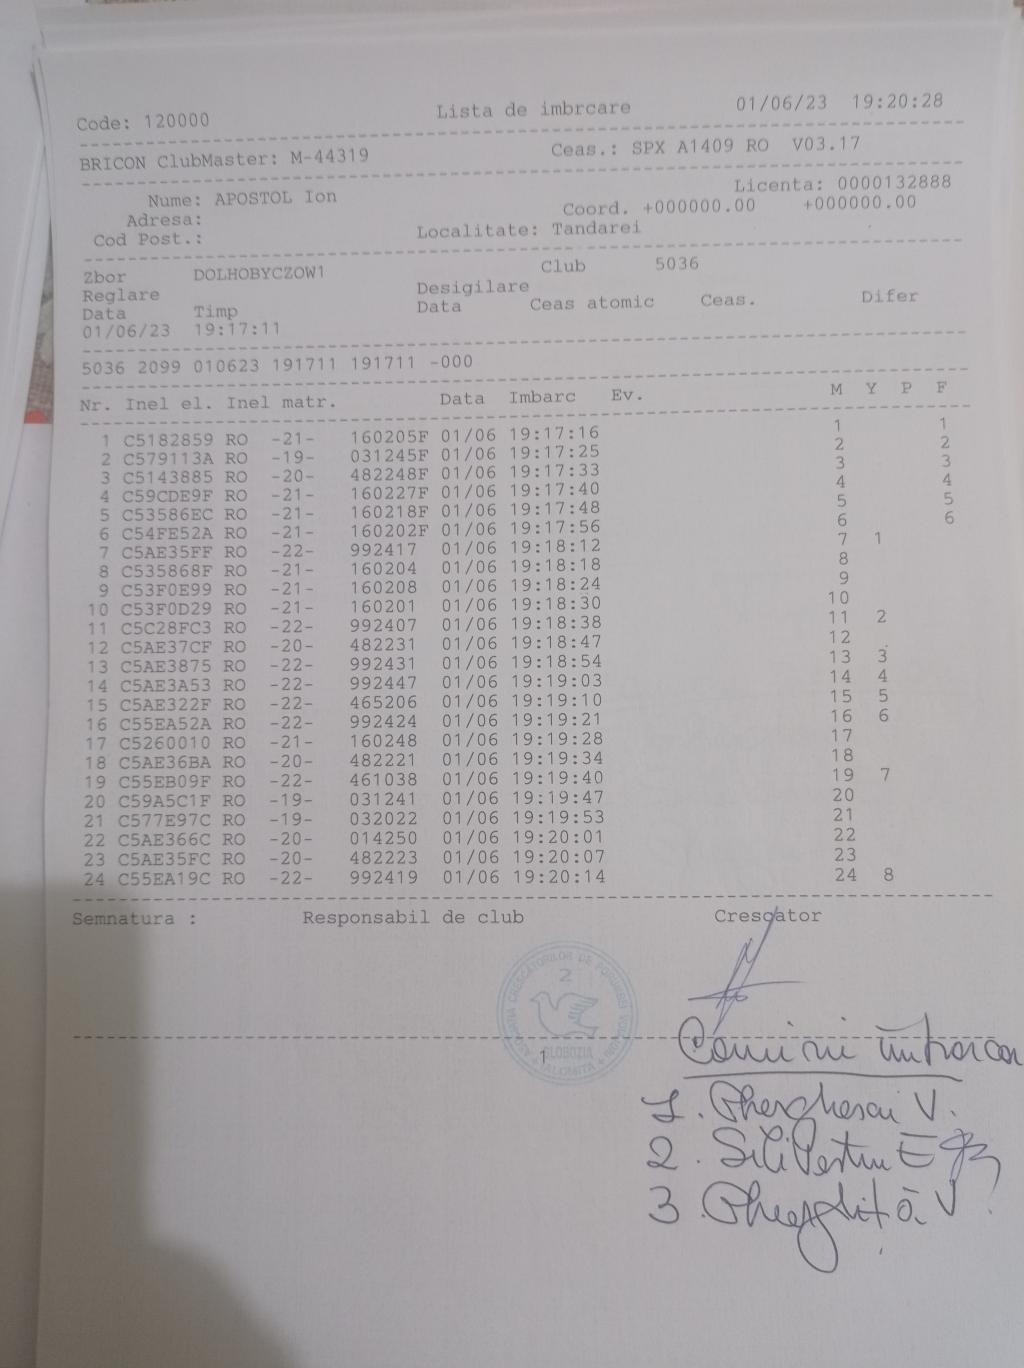 Code: 120000 Lista de imbrcare 01/06/23 19:20:28
BRICON ClubMaster: M-44319 Ceas.: SPX A1409 RO V03.17
Nume: APOSTOL Ion Licenta: 0000132888
Adresa: Coord. +000000.00 +000000.00
Cod Post.: Localitate: Tandarei
Zbor DOLHOBYCZOW1 Club 5036
Reglare Desigilare
Data Timp Data Ceas atomic Ceas. Difer
01/06/23 19:17:11
5036 2099 010623 191711 191711 -000
Nr. Inel el. Inel matr. Data Imbarc Ev. M Y P F
1 C5182859 RO -21- 160205F 01/06 19:17:16 1 1
2 C579113A RO -19- 031245F 01/06 19:17:25 2 2
3 C5143885 RO -20- 482248F 01/06 19:17:33 3 3
4 C59CDE9F RO -21- 160227F 01/06 19:17:40 4 4
5 C53586EC RO -21- 160218F 01/06 19:17:48 5 5
6 C54FE52A RO -21- 160202F 01/06 19:17:56 6 6
7 C5AE35FF RO -22- 992417 01/06 19:18:12 7 1
8 C535868F RO -21- 160204 01/06 19:18:18 8
9 C53F0E99 RO -21- 160208 01/06 19:18:24 9
10 C53F0D29 RO -21- 160201 01/06 19:18:30 10
11 C5C28FC3 RO -22- 992407 01/06 19:18:38 11 2
12 C5AE37CF RO -20- 482231 01/06 19:18:47 12
13 C5AE3875 RO -22- 992431 01/06 19:18:54 13 3
14 C5AE3A53 RO -22- 992447 01/06 19:19:03 14 4
15 C5AE322F RO -22- 465206 01/06 19:19:10 15 5
16 C55EA52A RO -22- 992424 01/06 19:19:21 16 6
17 C5260010 RO -21- 160248 01/06 19:19:28 17
18 C5AE36BA RO -20- 482221 01/06 19:19:34 18
19 C55EB09F RO -22- 461038 01/06 19:19:40 19 7
20 C59A5C1F RO -19- 031241 01/06 19:19:47 20
21 C577E97C RO -19- 032022 01/06 19:19:53 21
22 C5AE366C RO -20- 014250 01/06 19:20:01 22
23 C5AE35FC RO -20- 482223 01/06 19:20:07 23
24 C55EA19C RO -22- 992419 01/06 19:20:14 24 8
Semnatura : Responsabil de club Crescator
CRESCĂTORILOR DE PORUMBEI
2
SLOBOZIA
IALOMIȚA
1
1. V.
2. E
3. Gherghiță V